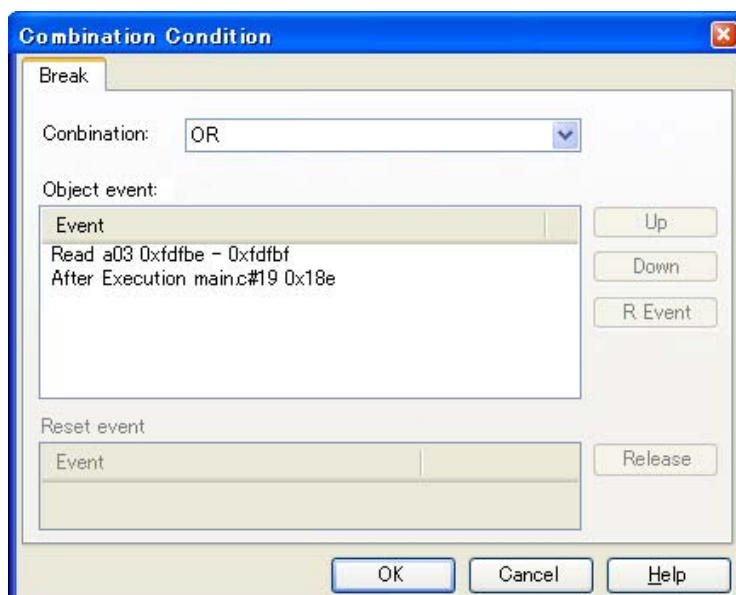 Combination Condition
Break
Conbination: OR
Object event:
Event
Read a03 0xfdfbe - 0xfdfbf
After Execution main.c#19 0x18e
Up
Down
R Event
Reset event
Event
Release
OK Cancel Help